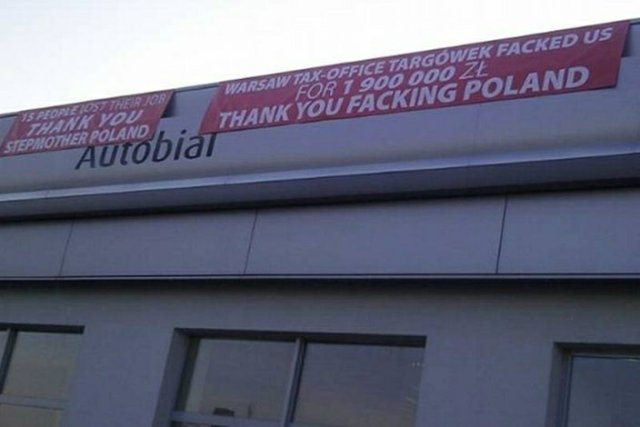 15 PEOPLE LOST THEIR JOB
THANK YOU
STEPMOTHER POLAND
WARSAW TAX-OFFICE TARGÓWEK FACKED US
FOR 1 900 000 ZŁ
THANK YOU FACKING POLAND
Autobial